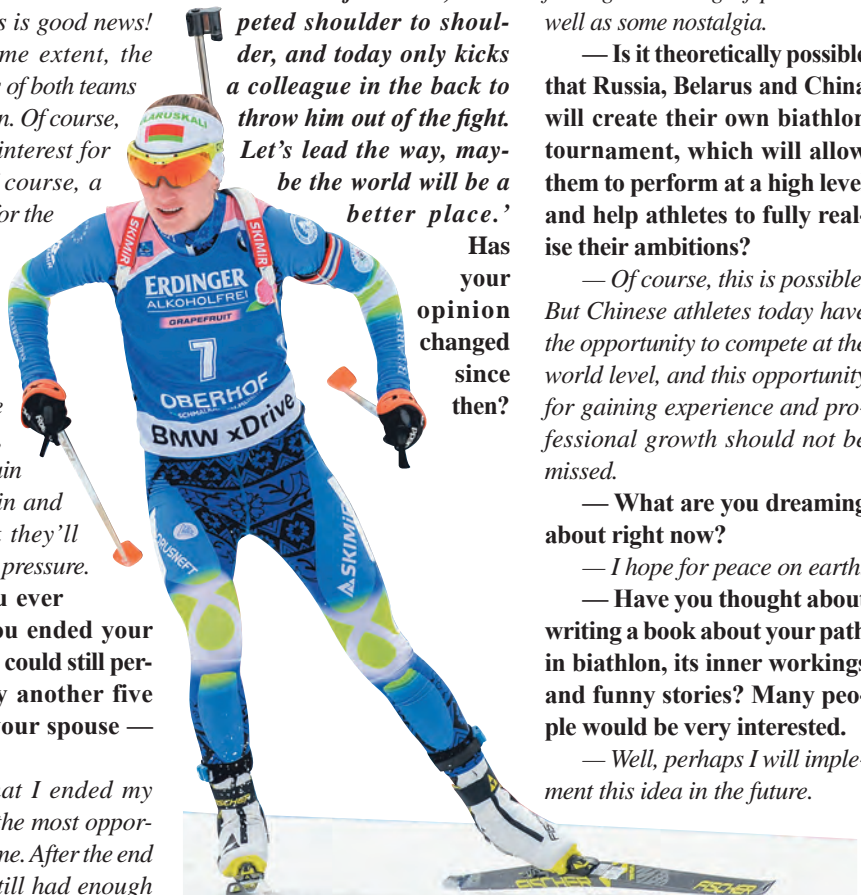 s is good news!
me extent, the
of both teams
n. Of course,
interest for
course, a
for the
ain
in and
they'll
pressure.
u ever
ou ended your
could still per-
y another five
our spouse —
at I ended my
the most oppor-
ne. After the end
till had enough
peted shoulder to shoul-
der, and today only kicks
a colleague in the back to
throw him out of the fight.
Let's lead the way, may-
be the world will be a
better place.'
Has
your
opinion
changed
since
then?
well as some nostalgia.
— Is it theoretically possible
that Russia, Belarus and China
will create their own biathlon
tournament, which will allow
them to perform at a high leve
and help athletes to fully real-
ise their ambitions?
— Of course, this is possible.
But Chinese athletes today have
the opportunity to compete at the
world level, and this opportunity
for gaining experience and pro-
fessional growth should not be
missed.
— What are you dreaming
about right now?
— I hope for peace on earth.
— Have you thought about
writing a book about your path
in biathlon, its inner workings
and funny stories? Many peo-
ple would be very interested.
— Well, perhaps I will imple-
ment this idea in the future.
LARUSKALI
SKIMiR
SKIMiR
ERDINGER
ALKOHOLFREI
GRAPEFRUIT
7
OBERHOF
BMW xDrive
ORUSNEFT
SKIMiR
FISCHER
FISCHER
FISCHER